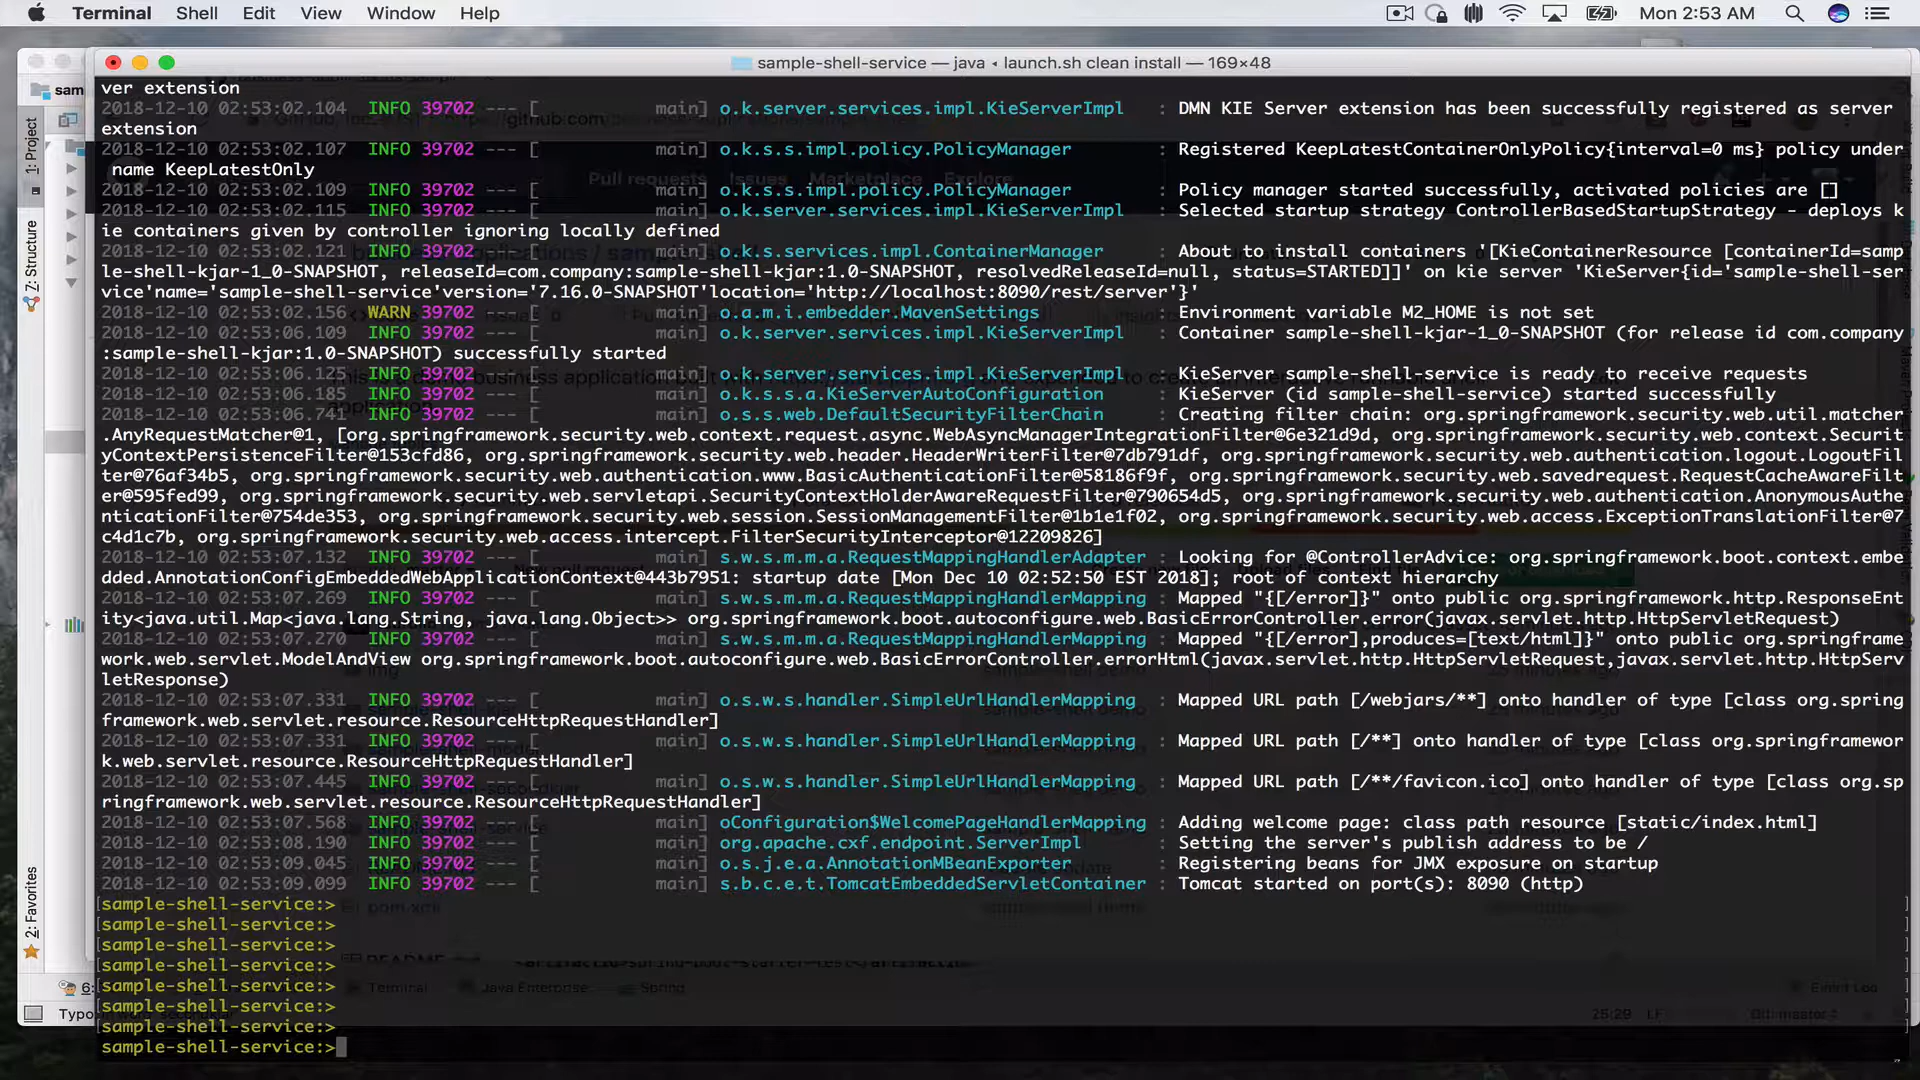 Terminal Shell Edit View Window Help Mon 2:53 AM
sample-shell-service — java ◂ launch.sh clean install — 169×48
sam
1: Project
7: Structure
2: Favorites
ver extension
2018-12-10 02:53:02.104 INFO 39702 --- [ main] o.k.server.services.impl.KieServerImpl : DMN KIE Server extension has been successfully registered as server
extension
2018-12-10 02:53:02.107 INFO 39702 --- [ main] o.k.s.s.impl.policy.PolicyManager : Registered KeepLatestContainerOnlyPolicy{interval=0 ms} policy under
name KeepLatestOnly
2018-12-10 02:53:02.109 INFO 39702 --- [ main] o.k.s.s.impl.policy.PolicyManager : Policy manager started successfully, activated policies are []
2018-12-10 02:53:02.115 INFO 39702 --- [ main] o.k.server.services.impl.KieServerImpl : Selected startup strategy ControllerBasedStartupStrategy - deploys k
ie containers given by controller ignoring locally defined
2018-12-10 02:53:02.121 INFO 39702 --- [ main] o.k.s.services.impl.ContainerManager : About to install containers '[KieContainerResource [containerId=samp
le-shell-kjar-1_0-SNAPSHOT, releaseId=com.company:sample-shell-kjar:1.0-SNAPSHOT, resolvedReleaseId=null, status=STARTED]]' on kie server 'KieServer{id='sample-shell-ser
vice'name='sample-shell-service'version='7.16.0-SNAPSHOT'location='http://localhost:8090/rest/server'}'
2018-12-10 02:53:02.156 WARN 39702 --- [ main] o.a.m.i.embedder.MavenSettings : Environment variable M2_HOME is not set
2018-12-10 02:53:06.109 INFO 39702 --- [ main] o.k.server.services.impl.KieServerImpl : Container sample-shell-kjar-1_0-SNAPSHOT (for release id com.company
:sample-shell-kjar:1.0-SNAPSHOT) successfully started
2018-12-10 02:53:06.125 INFO 39702 --- [ main] o.k.server.services.impl.KieServerImpl : KieServer sample-shell-service is ready to receive requests
2018-12-10 02:53:06.185 INFO 39702 --- [ main] o.k.s.s.a.KieServerAutoConfiguration : KieServer (id sample-shell-service) started successfully
2018-12-10 02:53:06.741 INFO 39702 --- [ main] o.s.s.web.DefaultSecurityFilterChain : Creating filter chain: org.springframework.security.web.util.matcher
.AnyRequestMatcher@1, [org.springframework.security.web.context.request.async.WebAsyncManagerIntegrationFilter@6e321d9d, org.springframework.security.web.context.Securit
yContextPersistenceFilter@153cfd86, org.springframework.security.web.header.HeaderWriterFilter@7db791df, org.springframework.security.web.authentication.logout.LogoutFil
ter@76af34b5, org.springframework.security.web.authentication.www.BasicAuthenticationFilter@58186f9f, org.springframework.security.web.savedrequest.RequestCacheAwareFilt
er@595fed99, org.springframework.security.web.servletapi.SecurityContextHolderAwareRequestFilter@790654d5, org.springframework.security.web.authentication.AnonymousAuthe
nticationFilter@754de353, org.springframework.security.web.session.SessionManagementFilter@1b1e1f02, org.springframework.security.web.access.ExceptionTranslationFilter@7
c4d1c7b, org.springframework.security.web.access.intercept.FilterSecurityInterceptor@12209826]
2018-12-10 02:53:07.132 INFO 39702 --- [ main] s.w.s.m.m.a.RequestMappingHandlerAdapter : Looking for @ControllerAdvice: org.springframework.boot.context.embe
dded.AnnotationConfigEmbeddedWebApplicationContext@443b7951: startup date [Mon Dec 10 02:52:50 EST 2018]; root of context hierarchy
2018-12-10 02:53:07.269 INFO 39702 --- [ main] s.w.s.m.m.a.RequestMappingHandlerMapping : Mapped "{[/error]}" onto public org.springframework.http.ResponseEnt
ity<java.util.Map<java.lang.String, java.lang.Object>> org.springframework.boot.autoconfigure.web.BasicErrorController.error(javax.servlet.http.HttpServletRequest)
2018-12-10 02:53:07.270 INFO 39702 --- [ main] s.w.s.m.m.a.RequestMappingHandlerMapping : Mapped "{[/error],produces=[text/html]}" onto public org.springframe
work.web.servlet.ModelAndView org.springframework.boot.autoconfigure.web.BasicErrorController.errorHtml(javax.servlet.http.HttpServletRequest,javax.servlet.http.HttpServ
letResponse)
2018-12-10 02:53:07.331 INFO 39702 --- [ main] o.s.w.s.handler.SimpleUrlHandlerMapping : Mapped URL path [/webjars/**] onto handler of type [class org.spring
framework.web.servlet.resource.ResourceHttpRequestHandler]
2018-12-10 02:53:07.331 INFO 39702 --- [ main] o.s.w.s.handler.SimpleUrlHandlerMapping : Mapped URL path [/**] onto handler of type [class org.springframewor
k.web.servlet.resource.ResourceHttpRequestHandler]
2018-12-10 02:53:07.445 INFO 39702 --- [ main] o.s.w.s.handler.SimpleUrlHandlerMapping : Mapped URL path [/**/favicon.ico] onto handler of type [class org.sp
ringframework.web.servlet.resource.ResourceHttpRequestHandler]
2018-12-10 02:53:07.568 INFO 39702 --- [ main] oConfiguration$WelcomePageHandlerMapping : Adding welcome page: class path resource [static/index.html]
2018-12-10 02:53:08.190 INFO 39702 --- [ main] org.apache.cxf.endpoint.ServerImpl : Setting the server's publish address to be /
2018-12-10 02:53:09.045 INFO 39702 --- [ main] o.s.j.e.a.AnnotationMBeanExporter : Registering beans for JMX exposure on startup
2018-12-10 02:53:09.099 INFO 39702 --- [ main] s.b.c.e.t.TomcatEmbeddedServletContainer : Tomcat started on port(s): 8090 (http)
[sample-shell-service:> ]
[sample-shell-service:> ]
[sample-shell-service:> ]
[sample-shell-service:> ]
[sample-shell-service:> ]
[sample-shell-service:> ]
[sample-shell-service:> ]
sample-shell-service:>
6:
Terminal Java Enterprise Spring Event Log
Typo: 25:29 LF